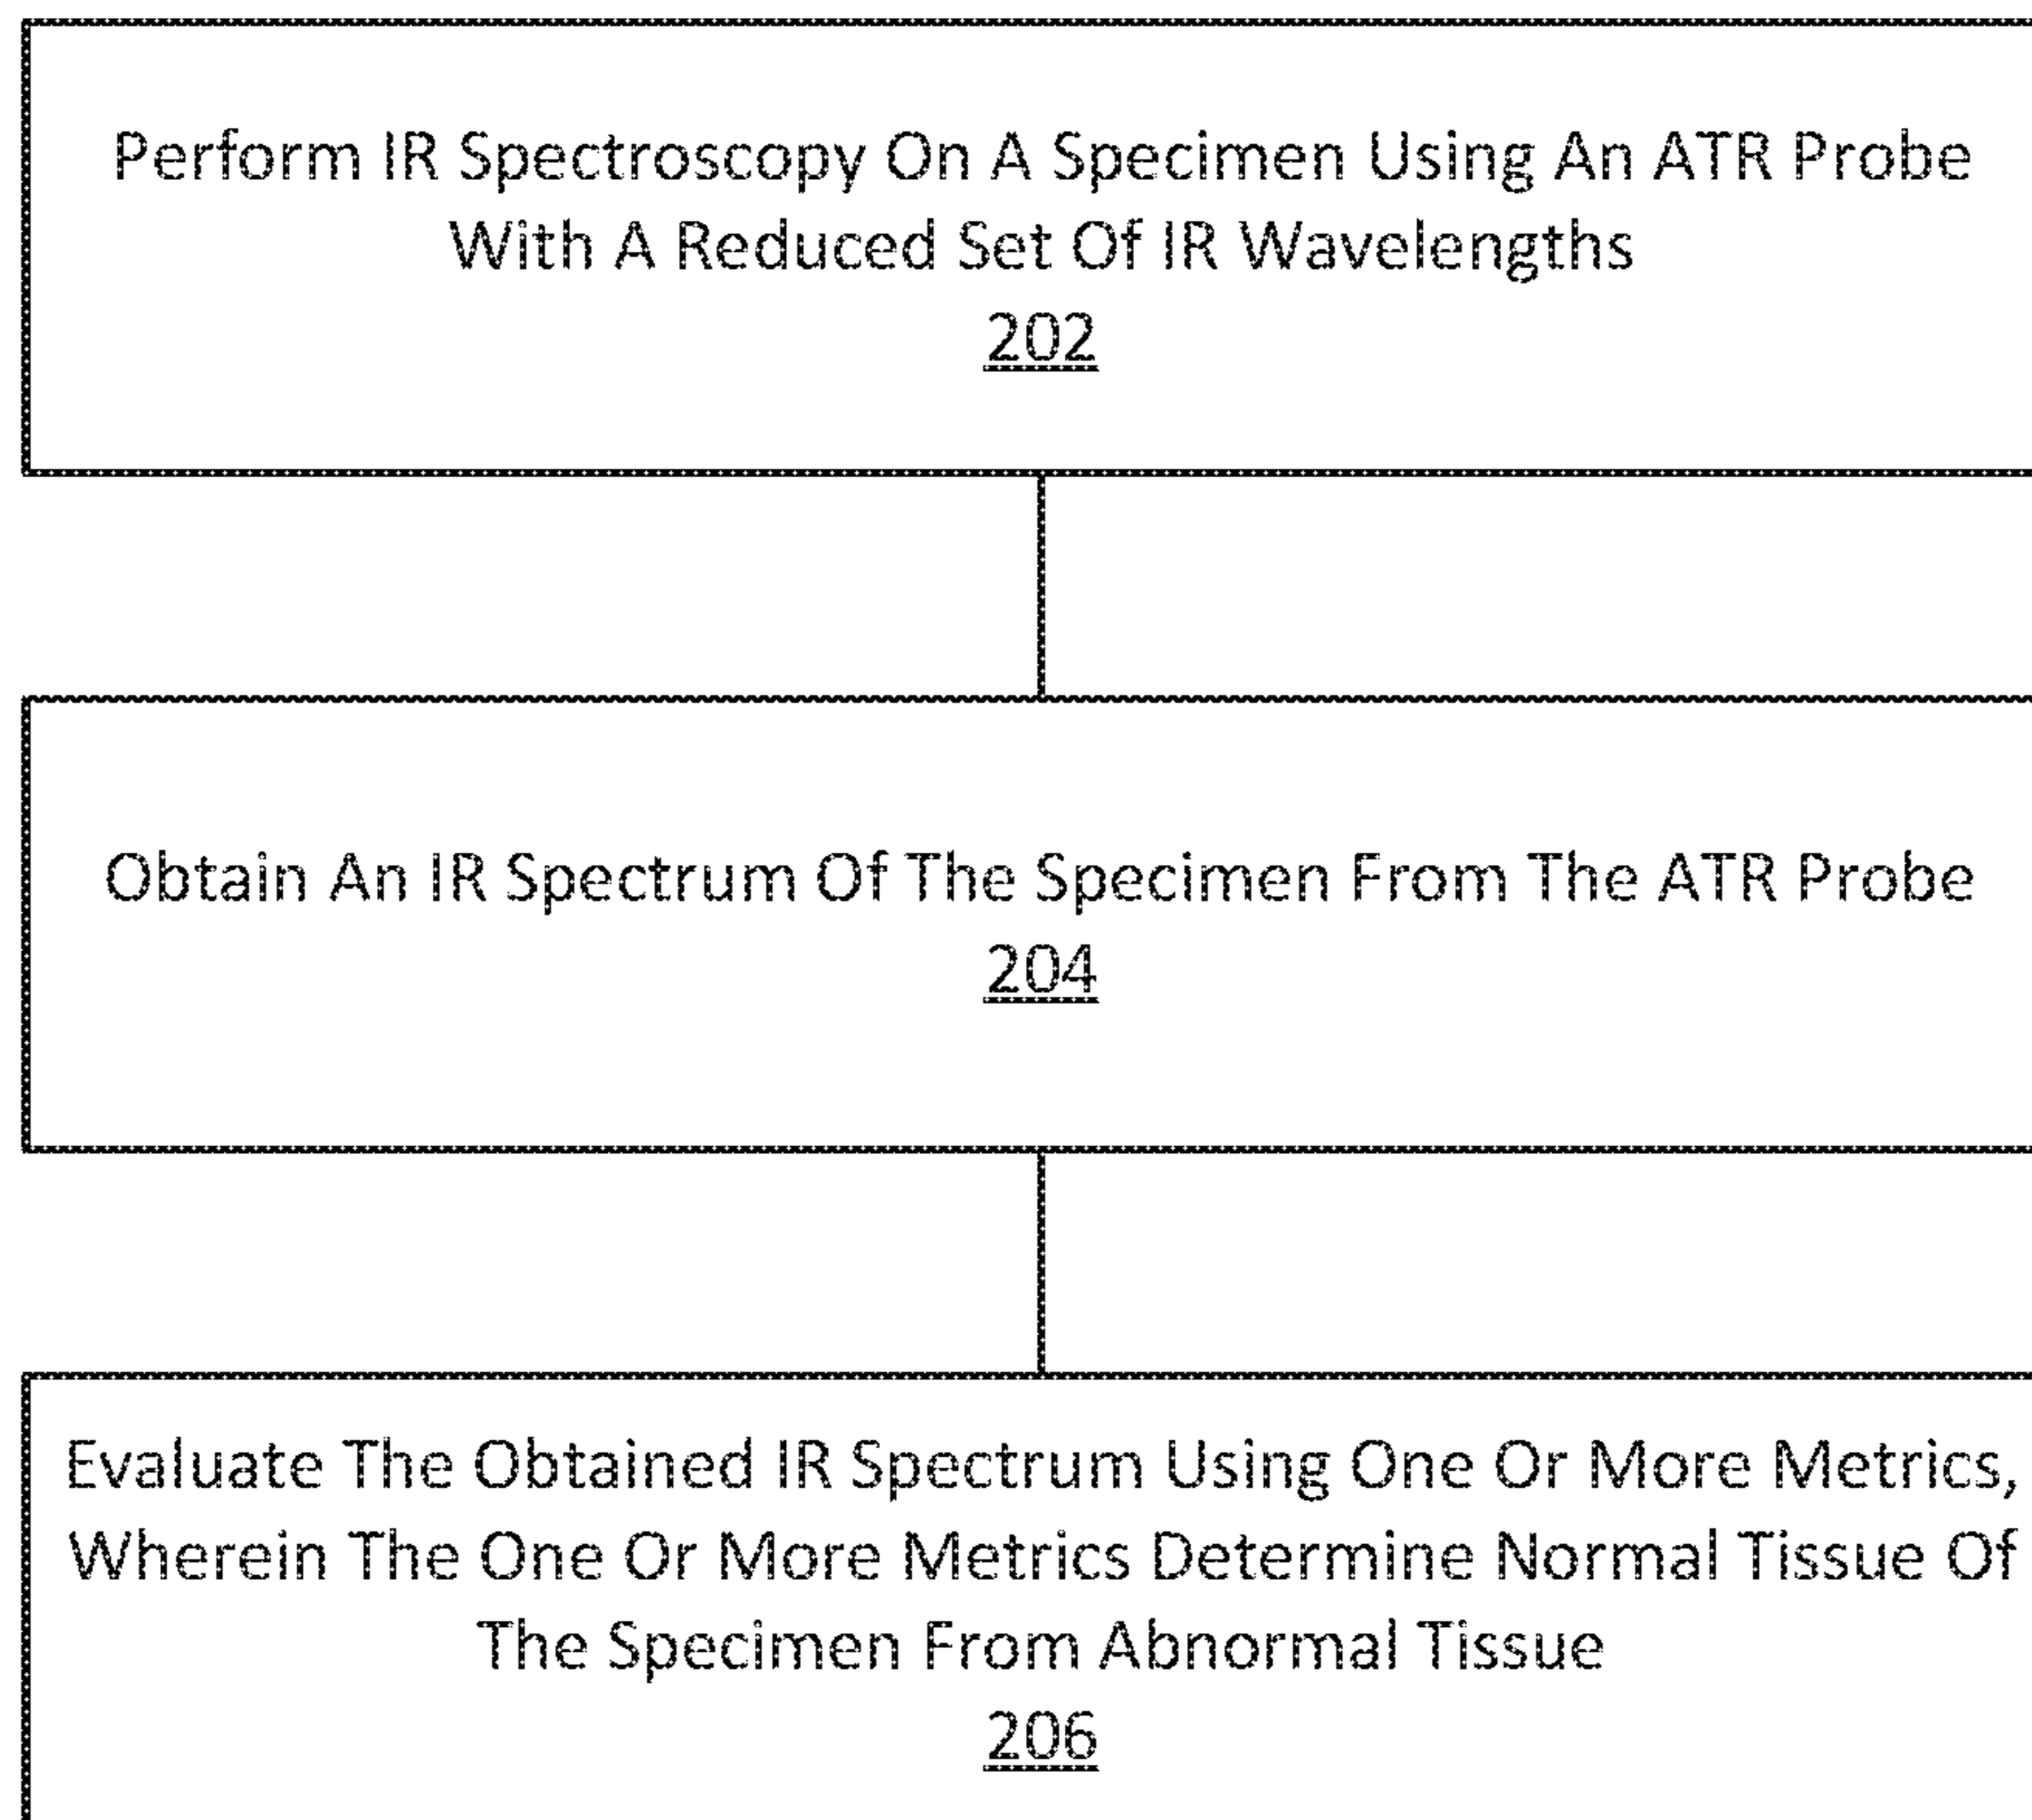 Perform IR Spectroscopy On A Specimen Using An ATR Probe
With A Reduced Set Of IR Wavelengths
202
Obtain An IR Spectrum Of The Specimen From The ATR Probe
204
Evaluate The Obtained IR Spectrum Using One Or More Metrics,
Wherein The One Or More Metrics Determine Normal Tissue Of
The Specimen From Abnormal Tissue
206